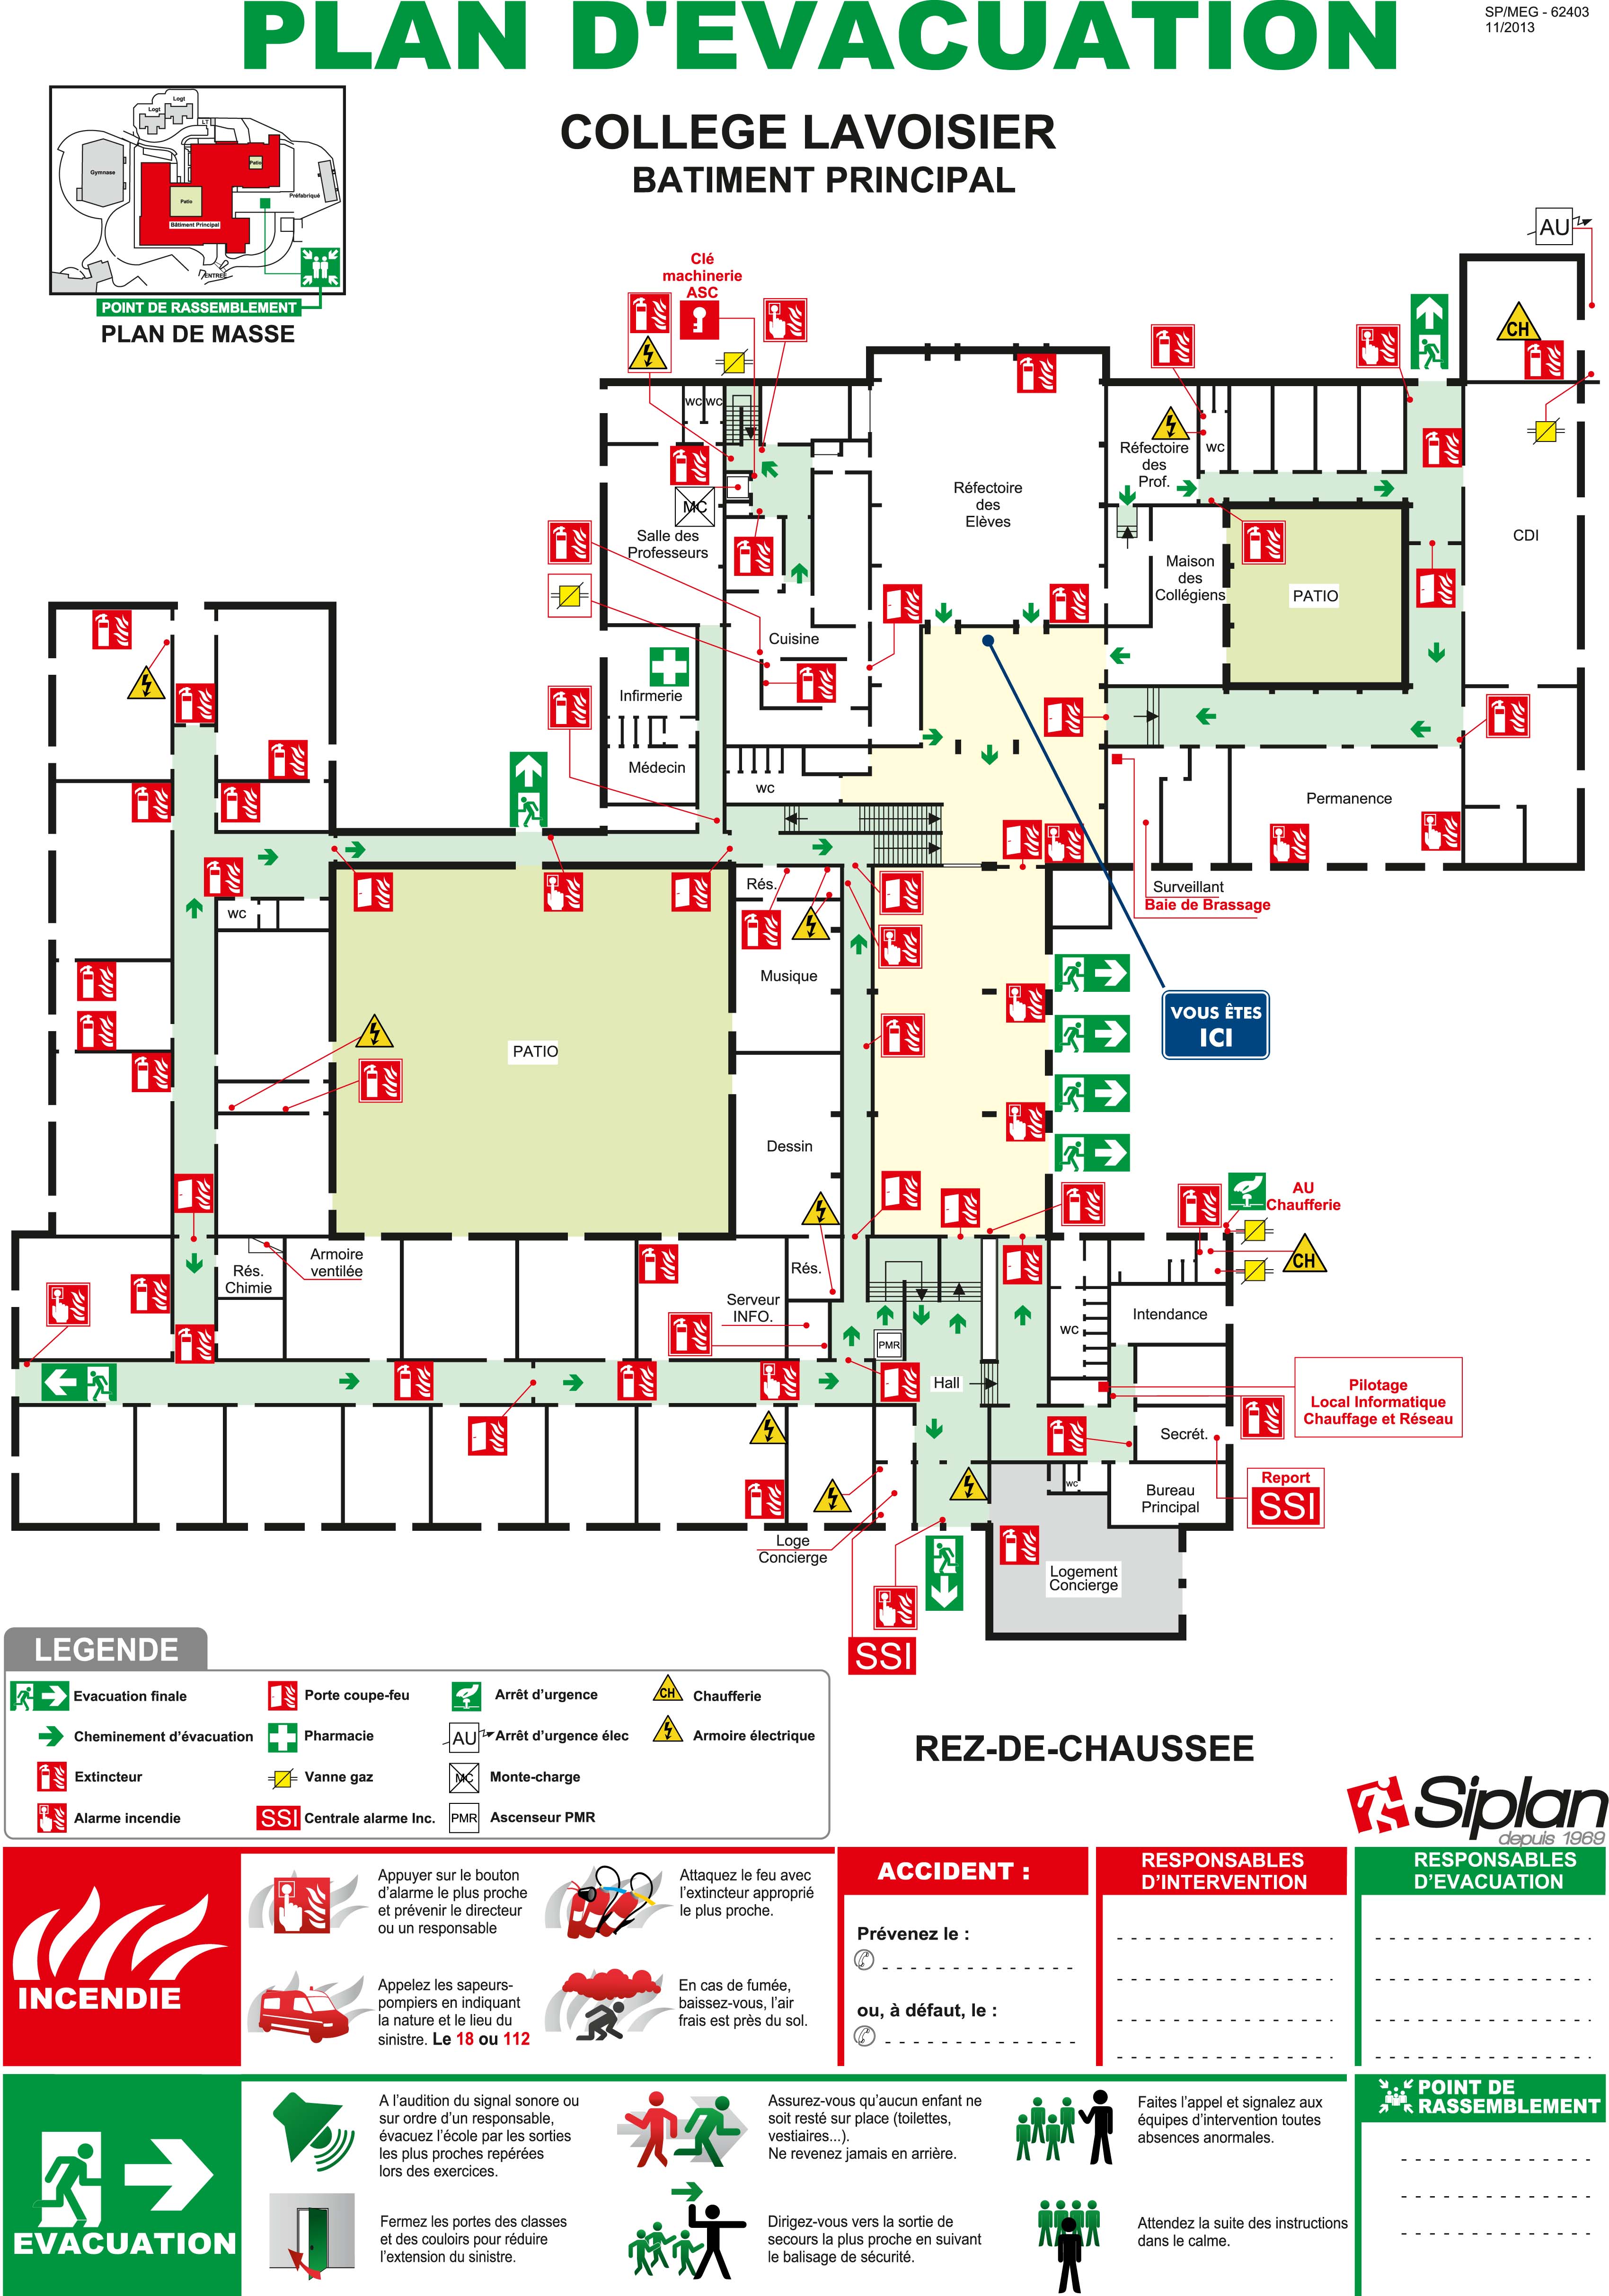 PLAN D'EVACUATION
SP/MEG - 62403
11/2013
COLLEGE LAVOISIER
BATIMENT PRINCIPAL
Logt
Logt
LT
Gymnase
Patio
Patio
Préfabriqué
Bâtiment Principal
ENTREE
POINT DE RASSEMBLEMENT
PLAN DE MASSE
AU
Clé
machinerie
ASC
CH
WC WC
MC
Salle des
Professeurs
Réfectoire
des
Elèves
Réfectoire
des
Prof.
WC
CDI
Maison
des
Collégiens
PATIO
Cuisine
Infirmerie
Médecin
WC
Permanence
Surveillant
Baie de Brassage
Rés.
WC
Musique
VOUS ÊTES
ICI
PATIO
Dessin
AU
Chaufferie
CH
Armoire
ventilée
Rés.
Chimie
Rés.
Serveur
INFO.
PMR
Hall
WC
Intendance
Pilotage
Local Informatique
Chauffage et Réseau
Secrét.
WC
Bureau
Principal
Report
SSI
Loge
Concierge
Logement
Concierge
SSI
LEGENDE
Evacuation finale
Porte coupe-feu
Arrêt d'urgence
CH
Chaufferie
Cheminement d'évacuation
Pharmacie
AU
Arrêt d'urgence élec
Armoire électrique
Extincteur
Vanne gaz
MC
Monte-charge
Alarme incendie
SSI
Centrale alarme Inc.
PMR
Ascenseur PMR
REZ-DE-CHAUSSEE
Siplan
depuis 1969
INCENDIE
Appuyer sur le bouton
d'alarme le plus proche
et prévenir le directeur
ou un responsable
Attaquez le feu avec
l'extincteur approprié
le plus proche.
Appelez les sapeurs-
pompiers en indiquant
la nature et le lieu du
sinistre. Le 18 ou 112
En cas de fumée,
baissez-vous, l'air
frais est près du sol.
ACCIDENT :
Prévenez le :
ou, à défaut, le :
RESPONSABLES
D'INTERVENTION
RESPONSABLES
D'EVACUATION
EVACUATION
A l'audition du signal sonore ou
sur ordre d'un responsable,
évacuez l'école par les sorties
les plus proches repérées
lors des exercices.
Assurez-vous qu'aucun enfant ne
soit resté sur place (toilettes,
vestiaires...).
Ne revenez jamais en arrière.
Faites l'appel et signalez aux
équipes d'intervention toutes
absences anormales.
Fermez les portes des classes
et des couloirs pour réduire
l'extension du sinistre.
Dirigez-vous vers la sortie de
secours la plus proche en suivant
le balisage de sécurité.
Attendez la suite des instructions
dans le calme.
POINT DE
RASSEMBLEMENT